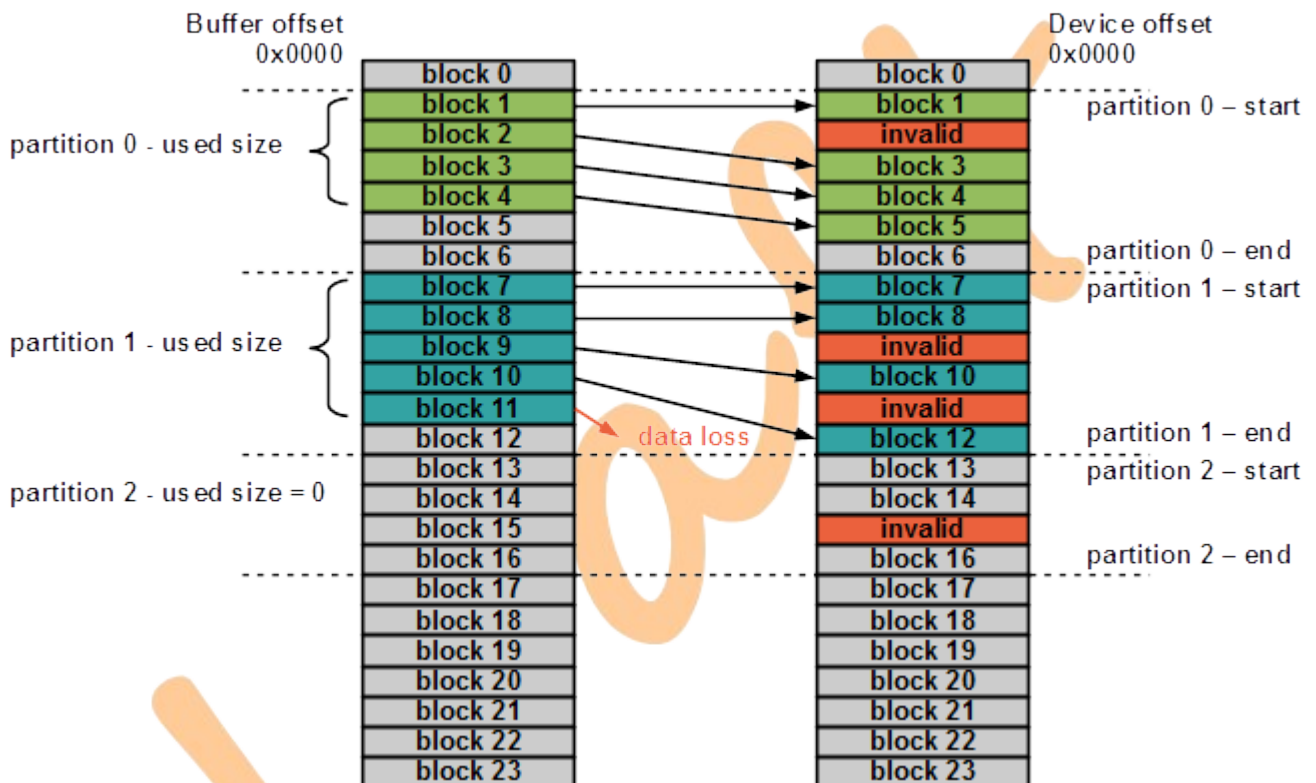 Buffer offset
0x0000
Device offset
0x0000
block 0
block 0
block 1
block 1
partition 0 – start
partition 0 - used size
block 2
invalid
block 3
block 3
block 4
block 4
block 5
block 5
block 6
block 6
partition 0 – end
block 7
block 7
partition 1 – start
partition 1 - used size
block 8
block 8
block 9
invalid
block 10
block 10
block 11
invalid
data loss
block 12
block 12
partition 1 – end
block 13
block 13
partition 2 – start
partition 2 - used size = 0
block 14
block 14
block 15
invalid
block 16
block 16
partition 2 – end
block 17
block 17
block 18
block 18
block 19
block 19
block 20
block 20
block 21
block 21
block 22
block 22
block 23
block 23